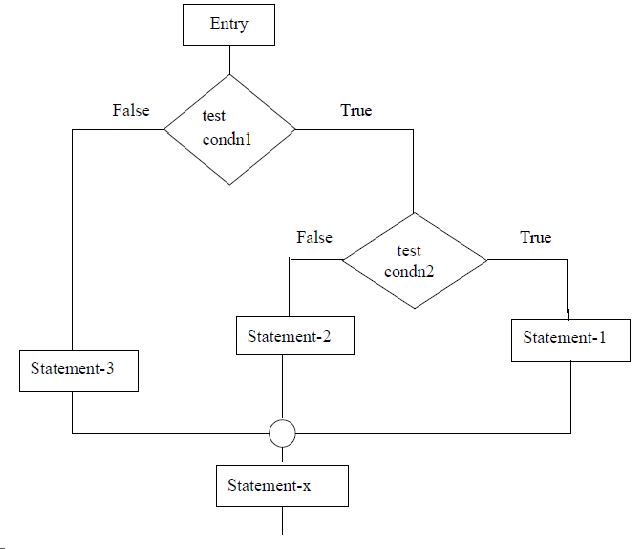 Entry
False
True
test
condn1
False
True
test
condn2
Statement-2
Statement-1
Statement-3
Statement-x